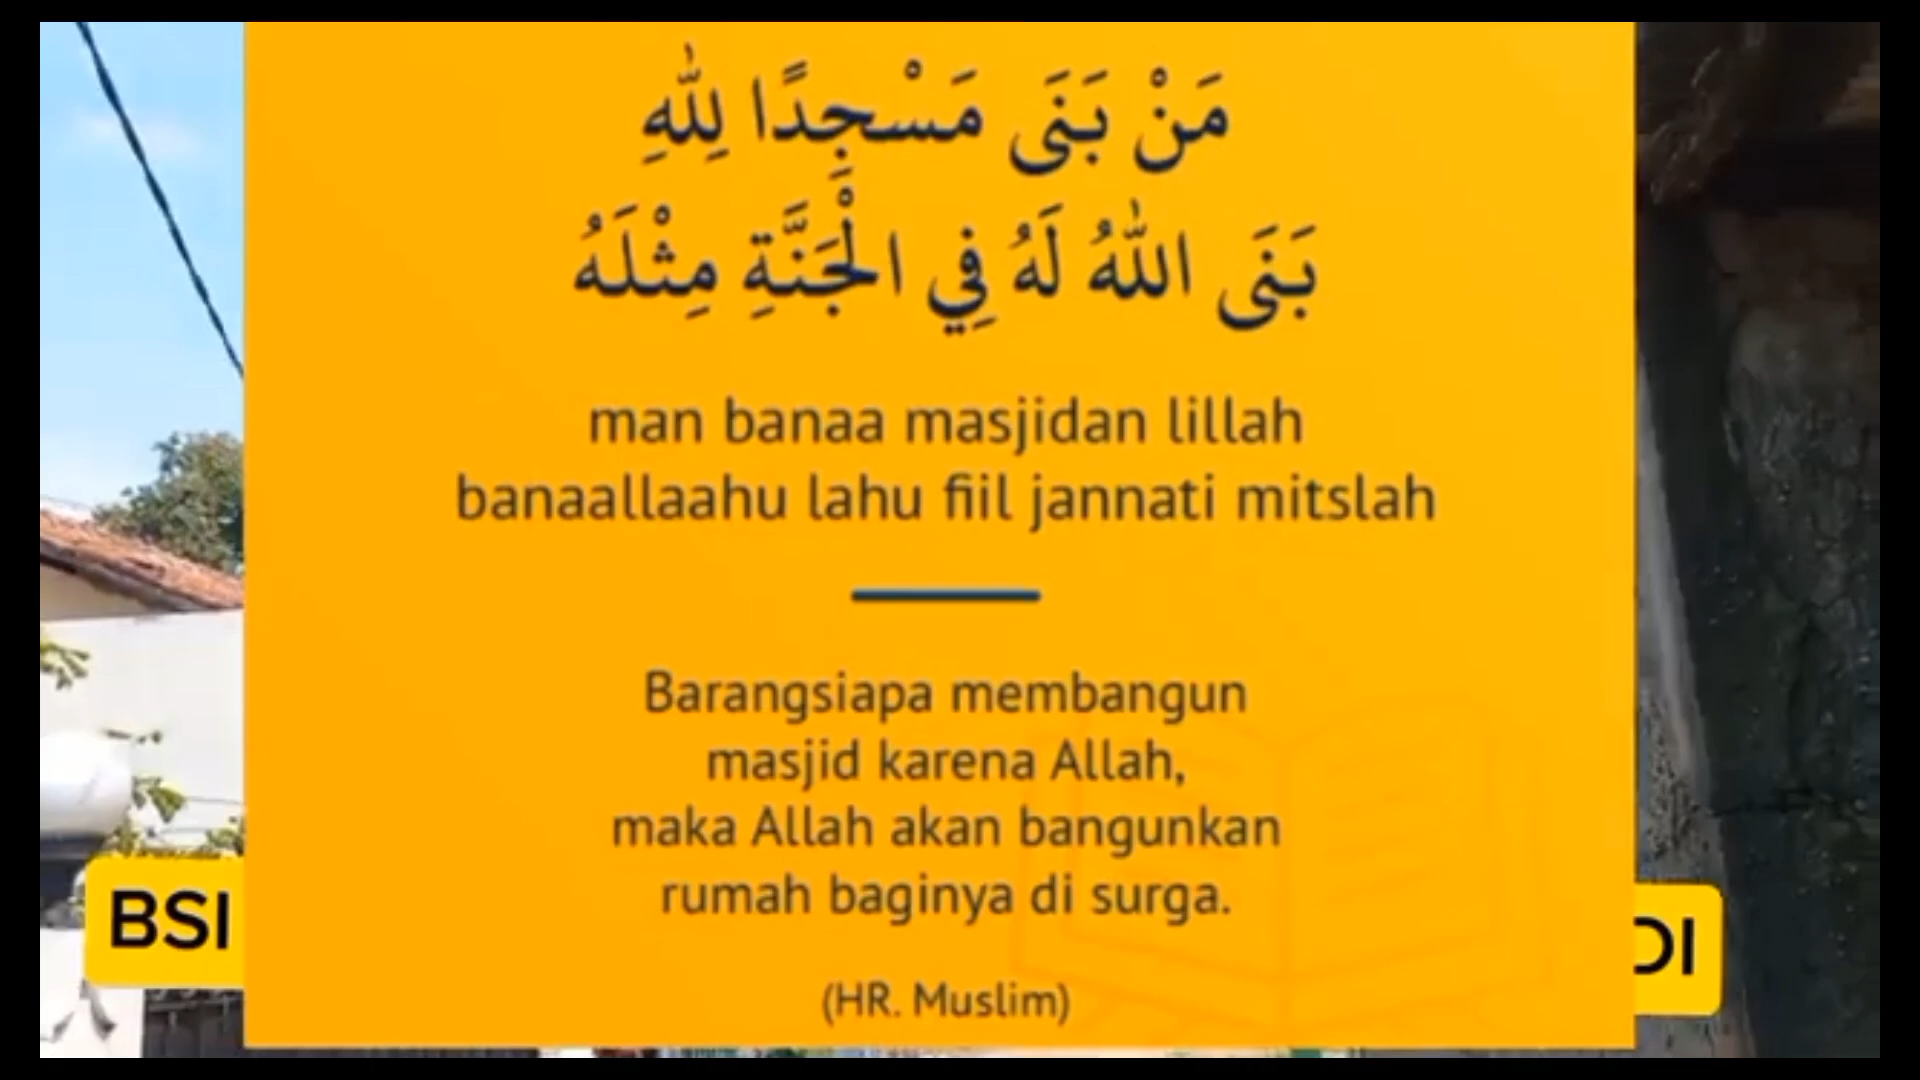 مَنْ بَنَى مَسْجِدًا لِلّٰهِ
بَنَى اللّٰهُ لَهُ فِي الْجَنَّةِ مِثْلَهُ
man banaa masjidan lillah
banaallaahu lahu fiil jannati mitslah
Barangsiapa membangun
masjid karena Allah,
maka Allah akan bangunkan
rumah baginya di surga.
(HR. Muslim)
BSI
DI